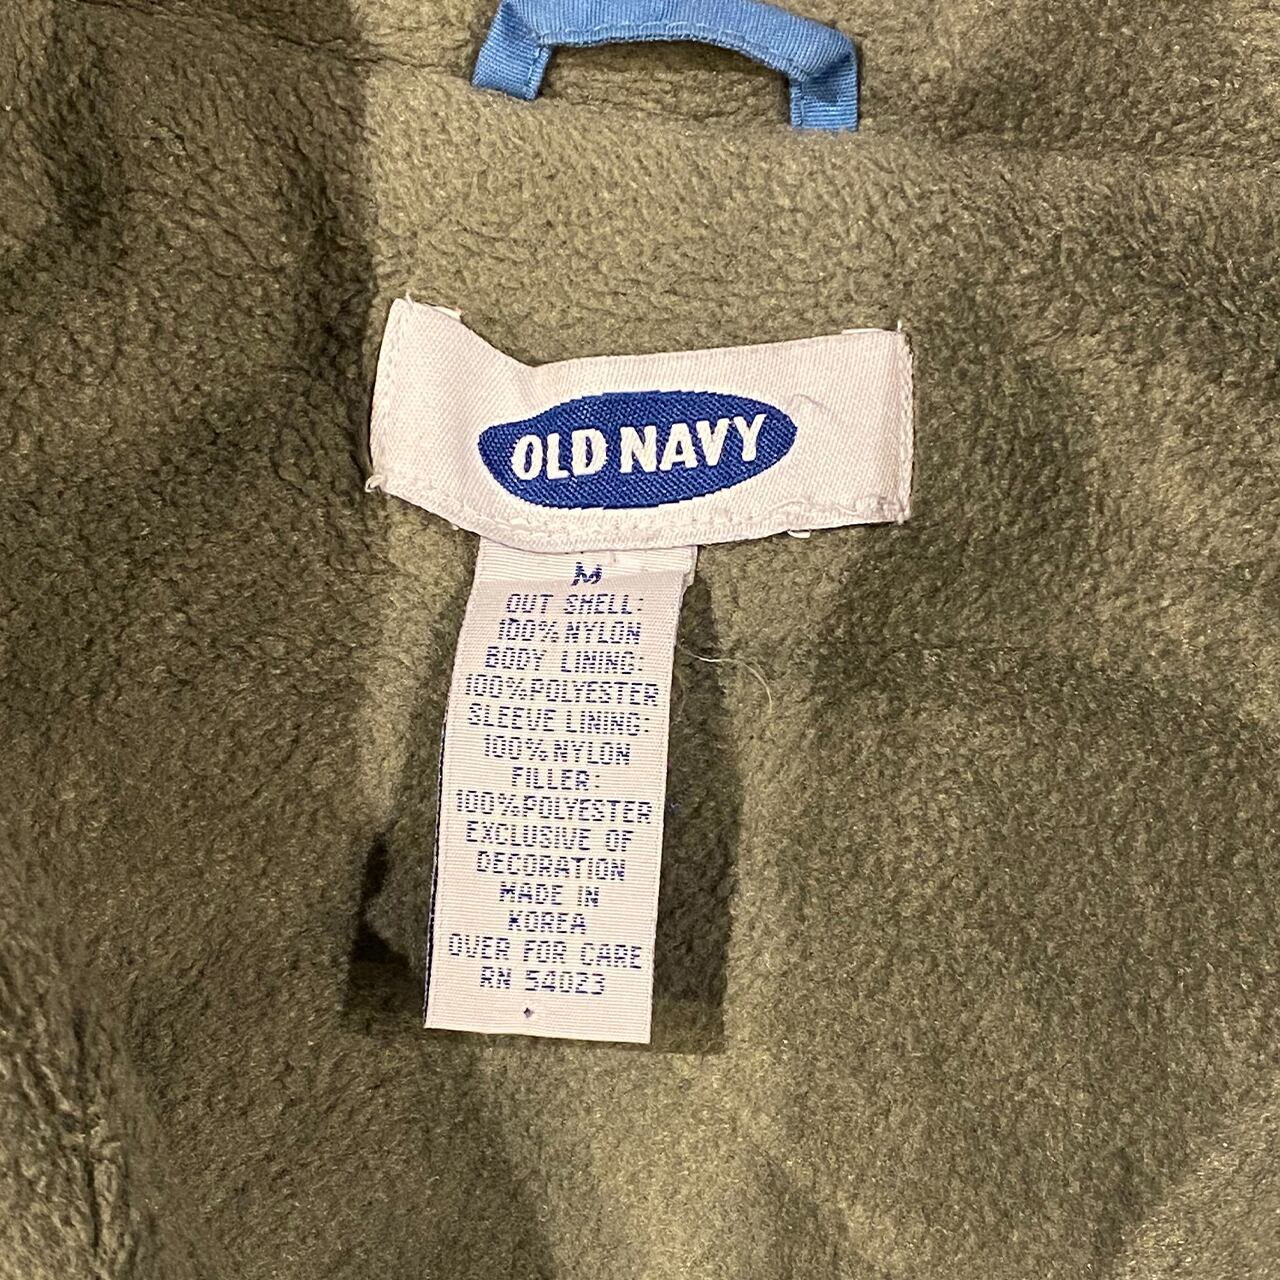 OLD NAVY
M
OUT SHELL:
100% NYLON
BODY LINING:
100%POLYESTER
SLEEVE LINING:
100% NYLON
FILLER:
100%POLYESTER
EXCLUSIVE OF
DECORATION
MADE IN
KOREA
OVER FOR CARE
RN 54023